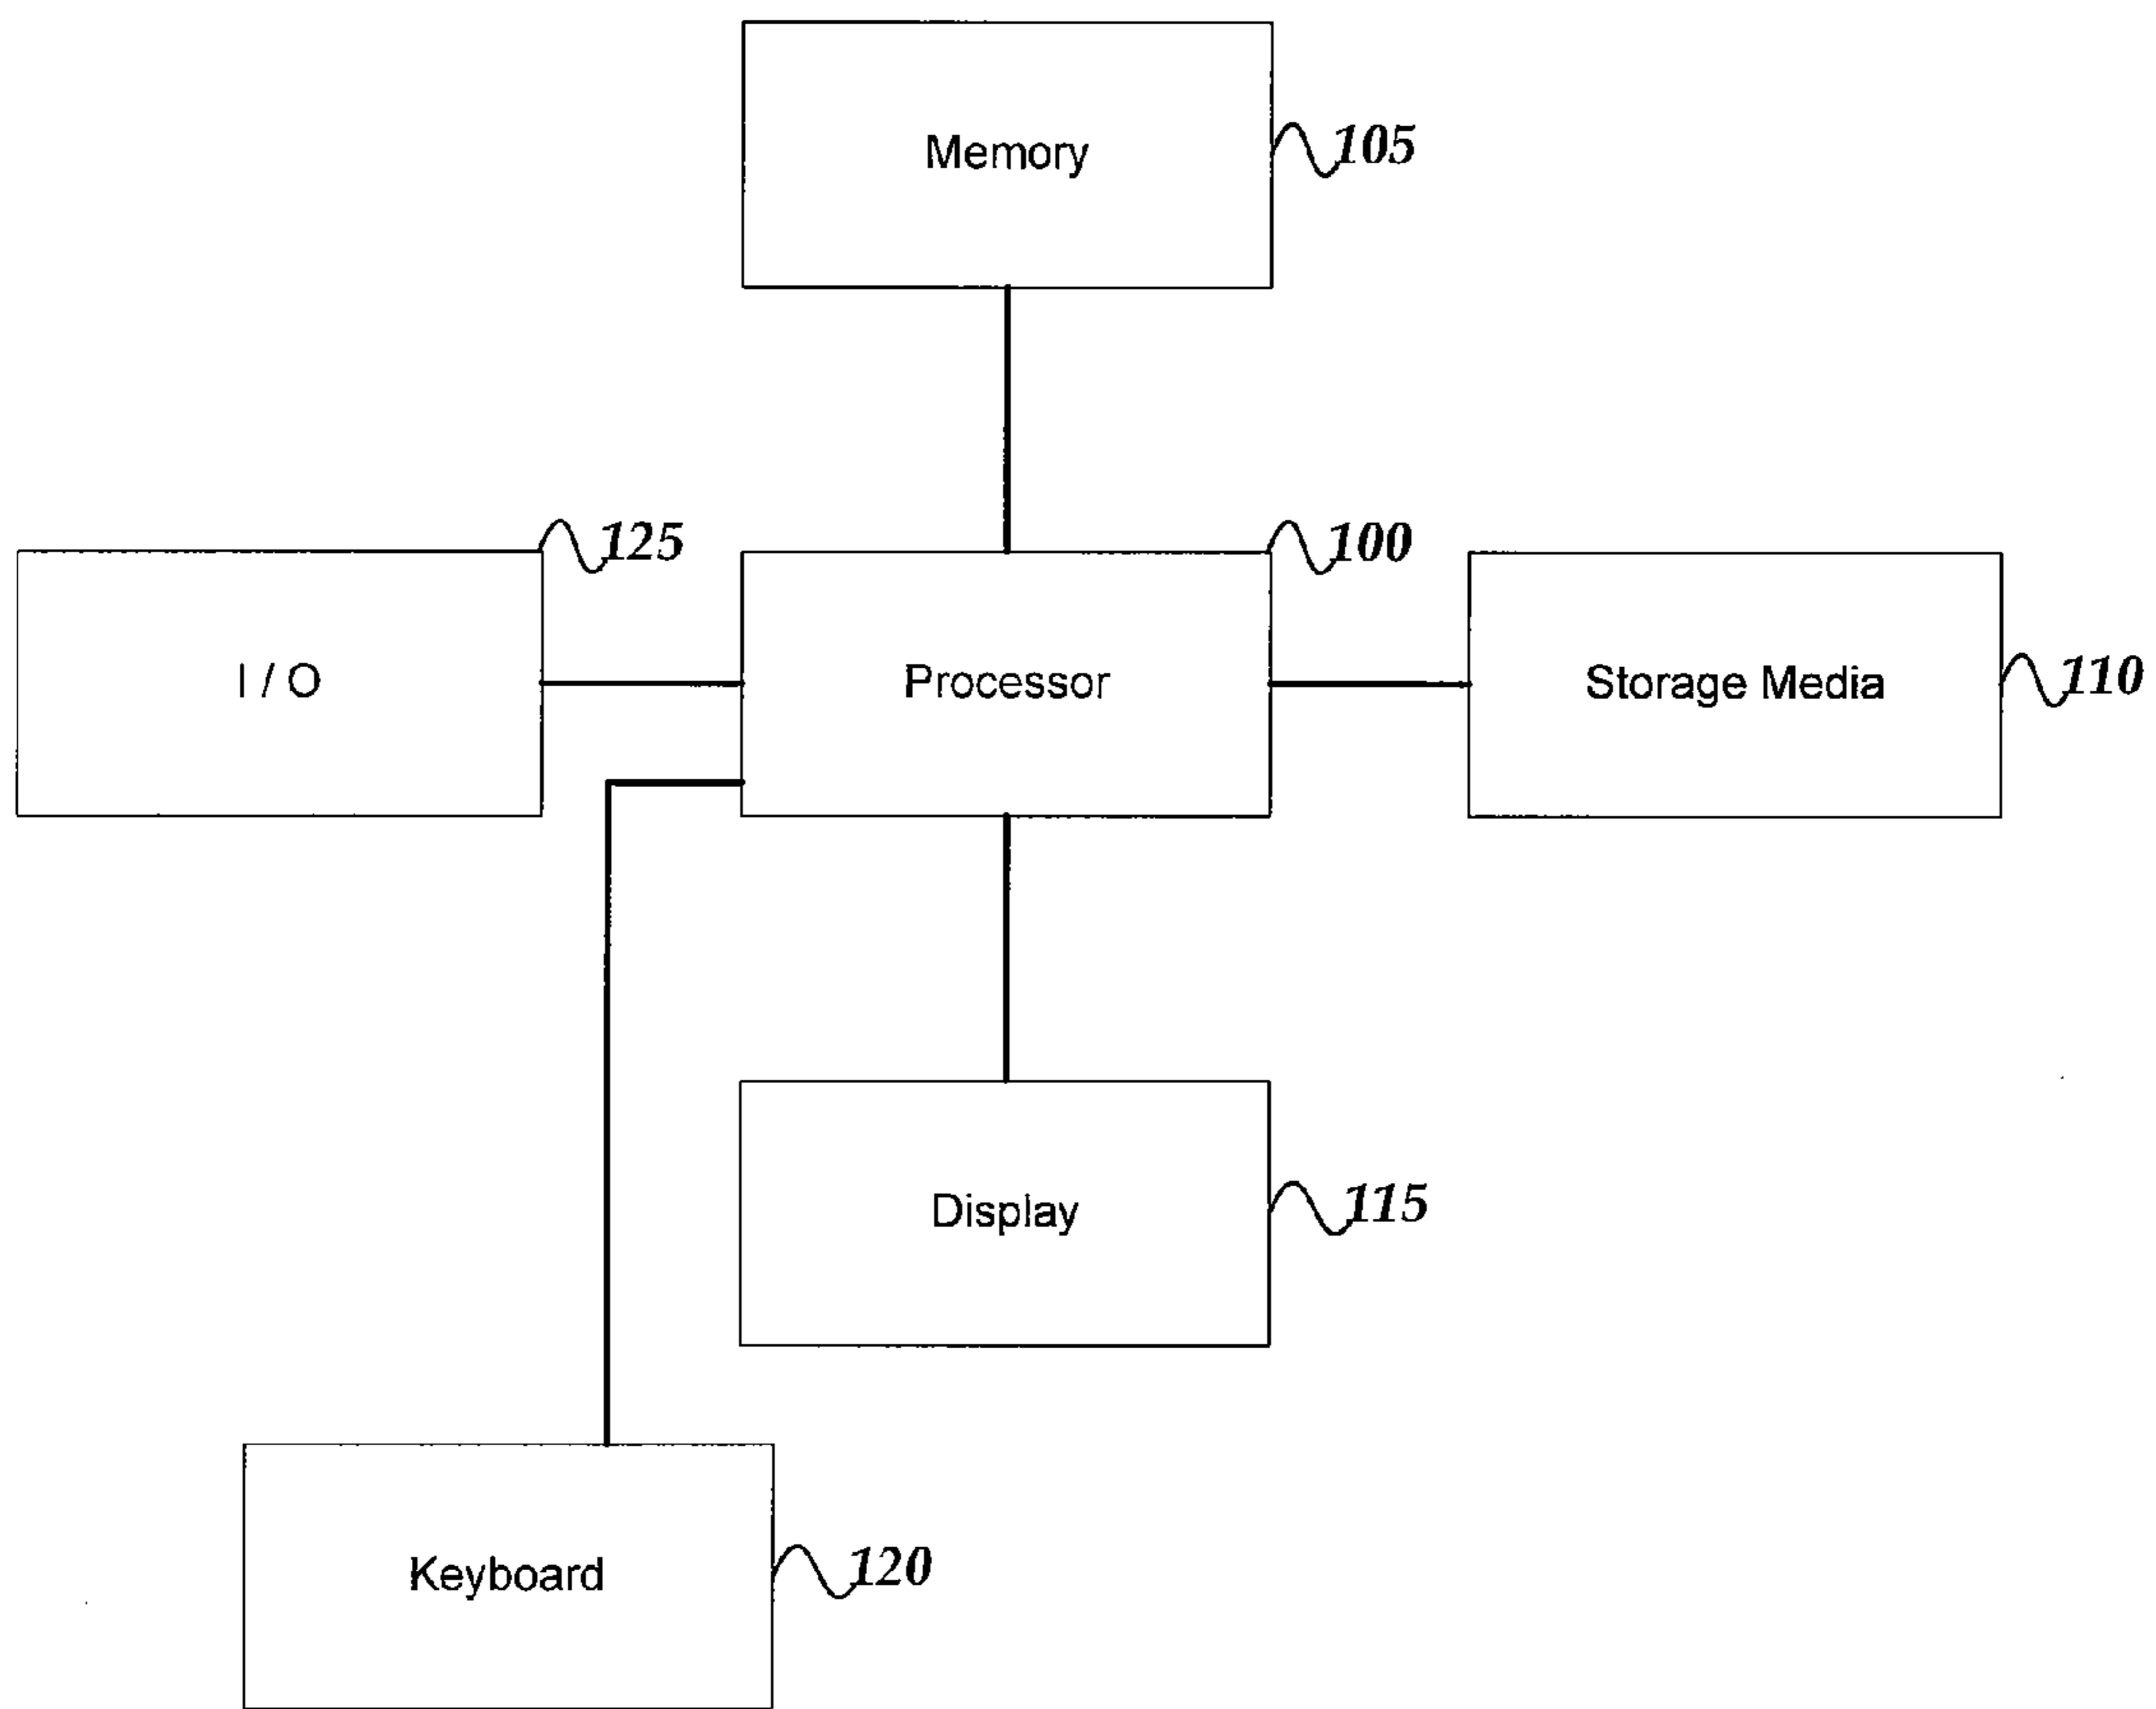 Memory
105
125
100
I / O
Processor
Storage Media
110
Display
115
Keyboard
120